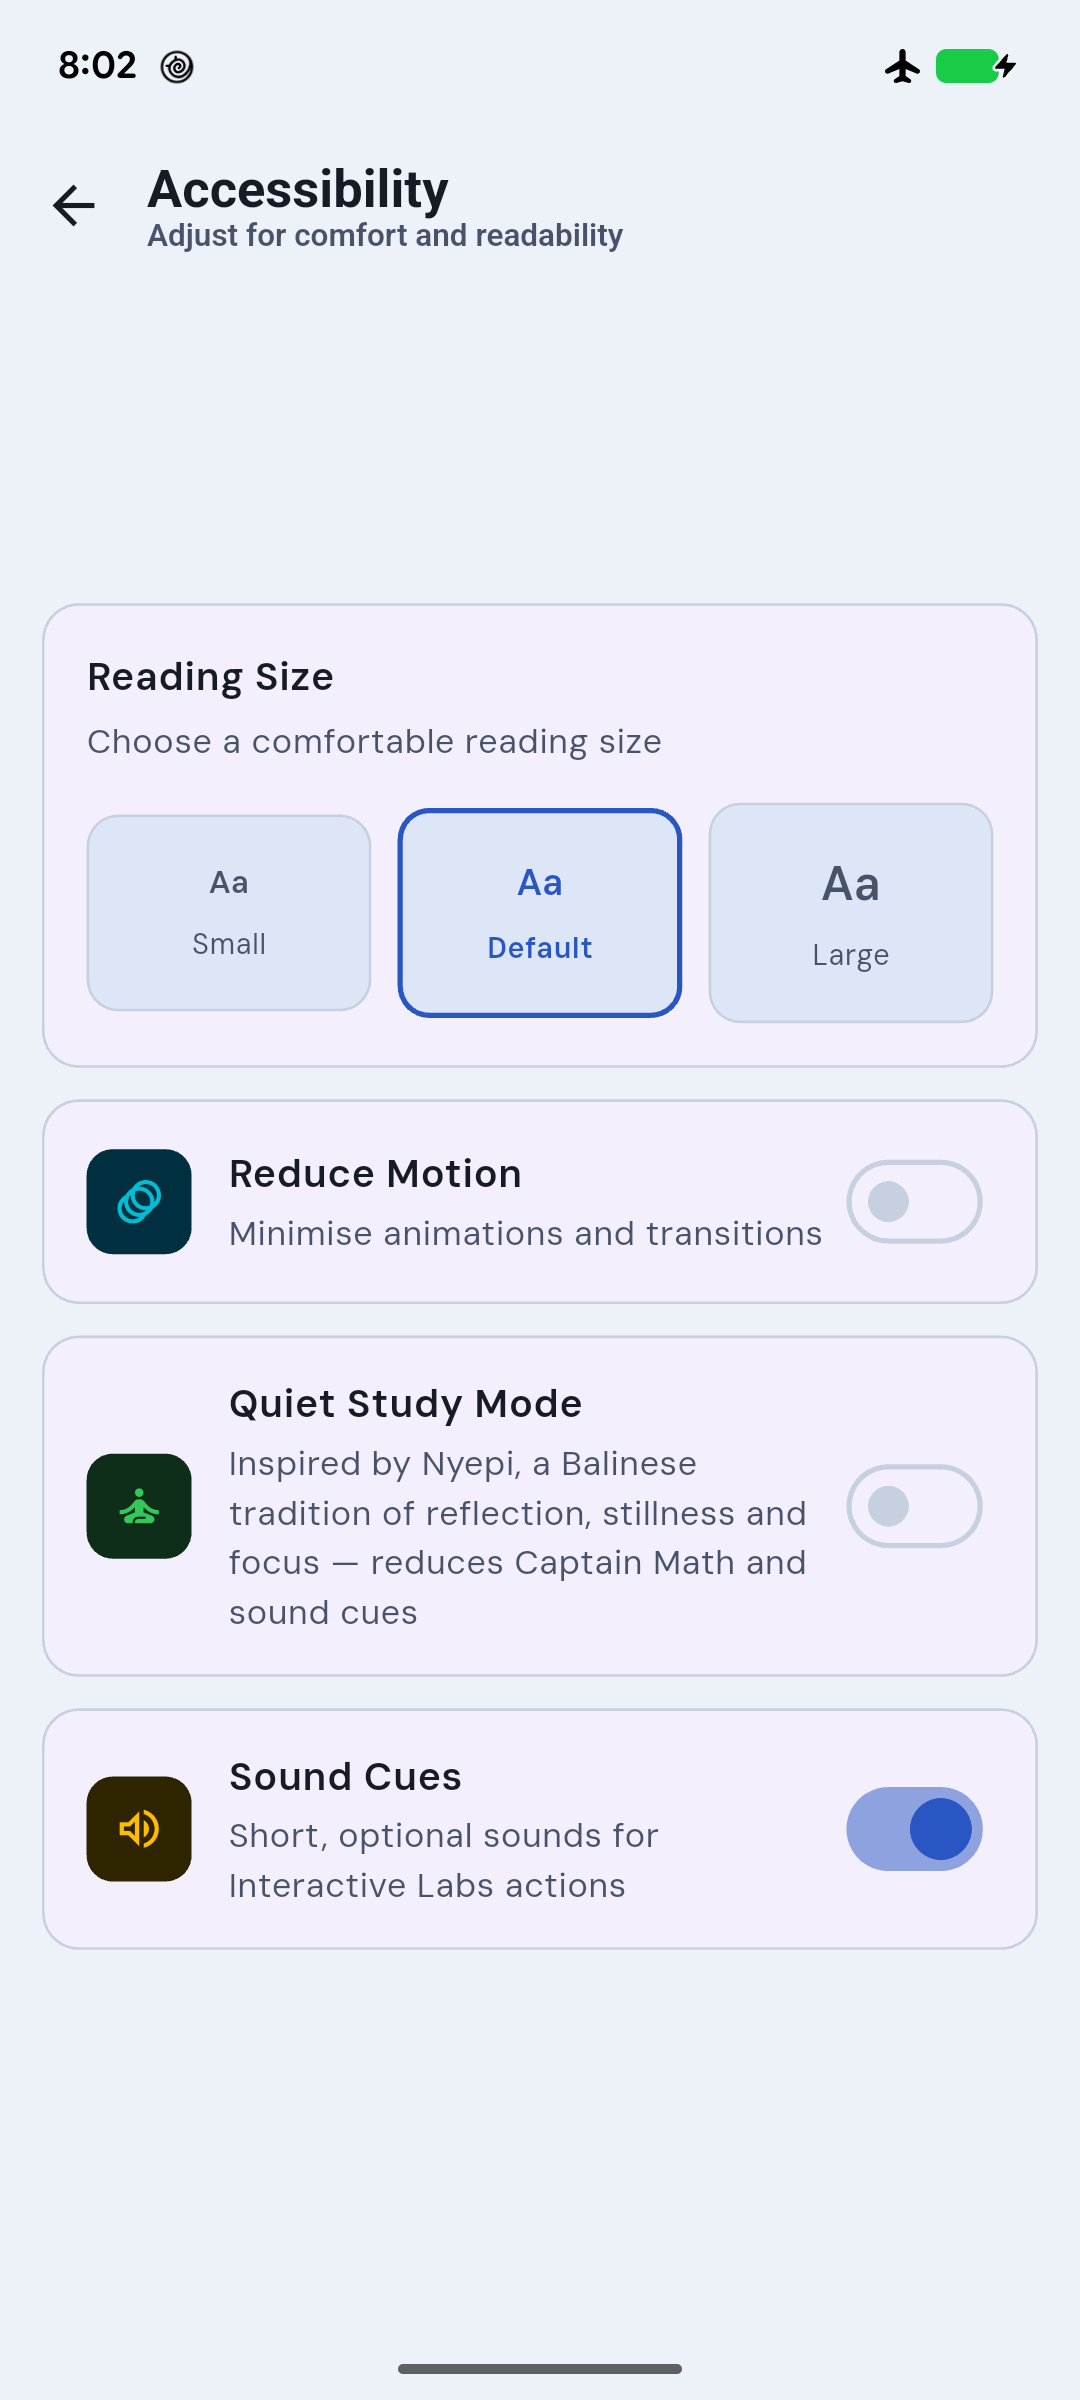 8:02
Accessibility
Adjust for comfort and readability
Reading Size
Choose a comfortable reading size
Aa
Small
Aa
Default
Aa
Large
Reduce Motion
Minimise animations and transitions
Quiet Study Mode
Inspired by Nyepi, a Balinese
tradition of reflection, stillness and
focus — reduces Captain Math and
sound cues
Sound Cues
Short, optional sounds for
Interactive Labs actions